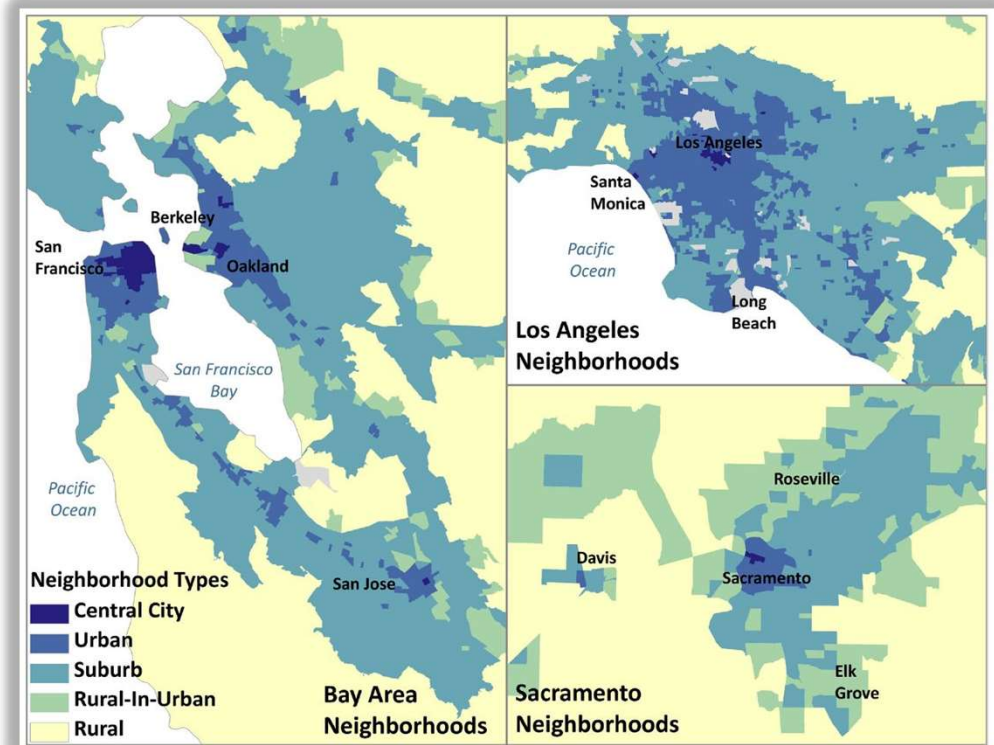 Berkeley
San
Francisco
Oakland
San Francisco
Bay
Pacific
Ocean
San Jose
Neighborhood Types
Central City
Urban
Suburb
Rural-In-Urban
Rural
Bay Area
Neighborhoods
Los Angeles
Santa
Monica
Pacific
Ocean
Long
Beach
Los Angeles
Neighborhoods
Roseville
Davis
Sacramento
Elk
Grove
Sacramento
Neighborhoods